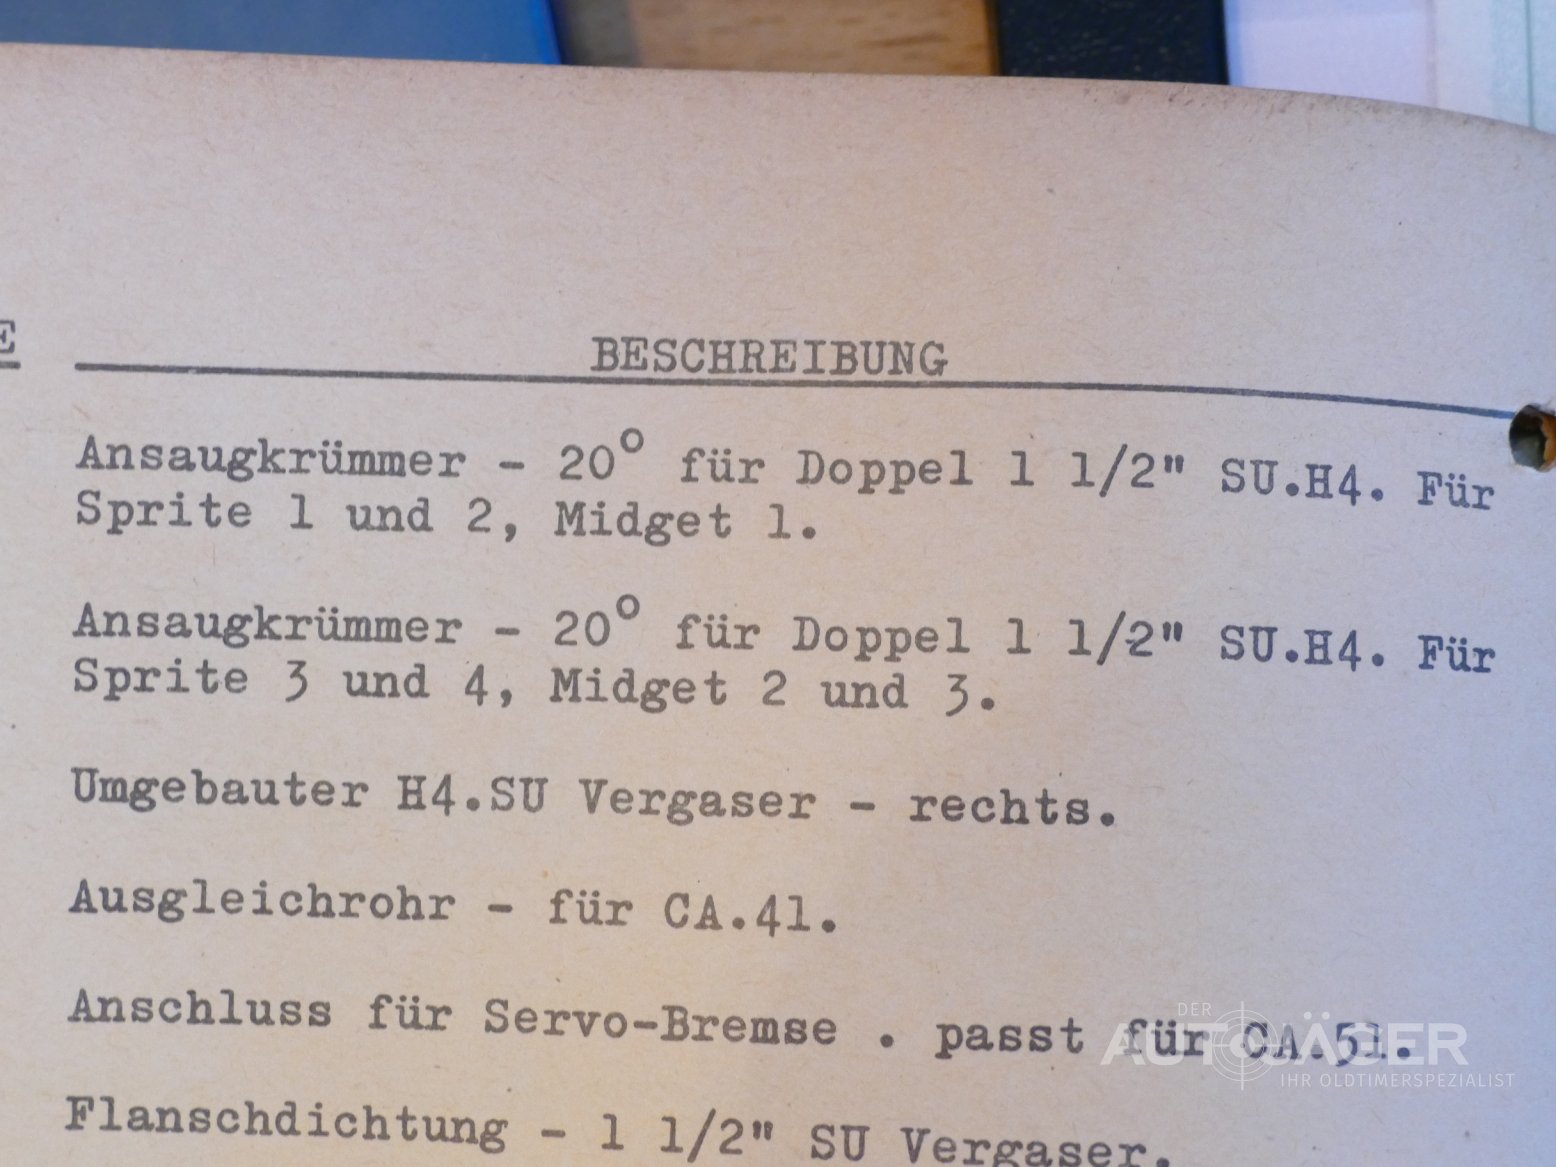 E
BESCHREIBUNG
Ansaugkrümmer - 20° für Doppel 1 1/2" SU.H4. Für
Sprite 1 und 2, Midget 1.
Ansaugkrümmer - 20° für Doppel 1 1/2" SU.H4. Für
Sprite 3 und 4, Midget 2 und 3.
Umgebauter H4.SU Vergaser - rechts.
Ausgleichrohr - für CA.41.
Anschluss für Servo-Bremse . passt für CA.51.
Flanschdichtung - 1 1/2" SU Vergaser.
DER
AUTOJÄGER
IHR OLDTIMERSPEZIALIST